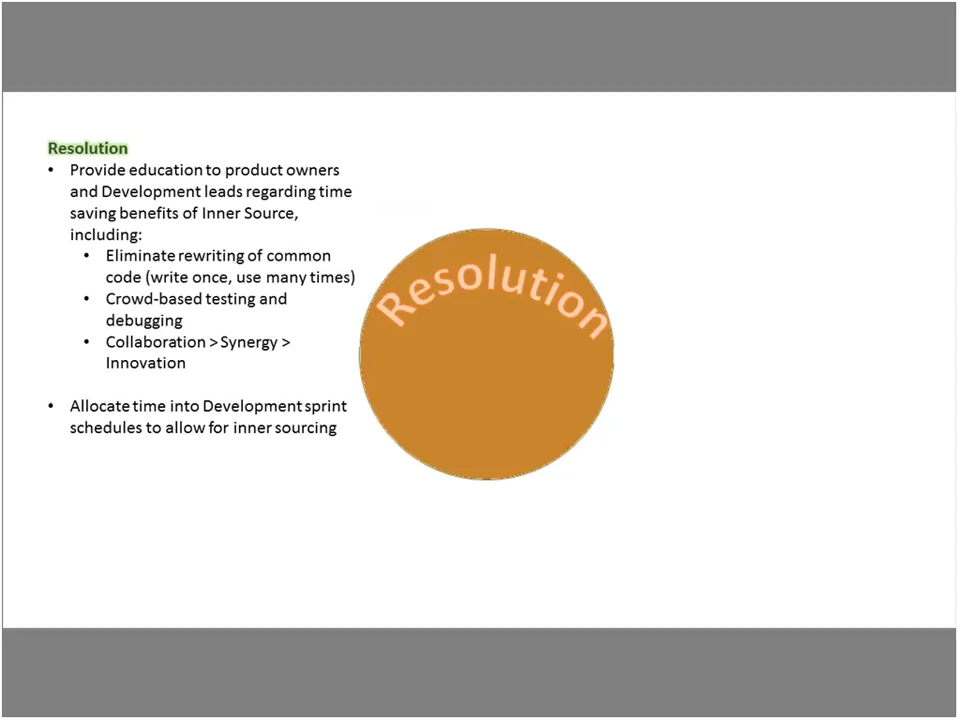 Resolution
• Provide education to product owners
and Development leads regarding time
saving benefits of Inner Source,
including:
• Eliminate rewriting of common
code (write once, use many times)
• Crowd-based testing and
debugging
• Collaboration > Synergy >
Innovation
• Allocate time into Development sprint
schedules to allow for inner sourcing
Resolution